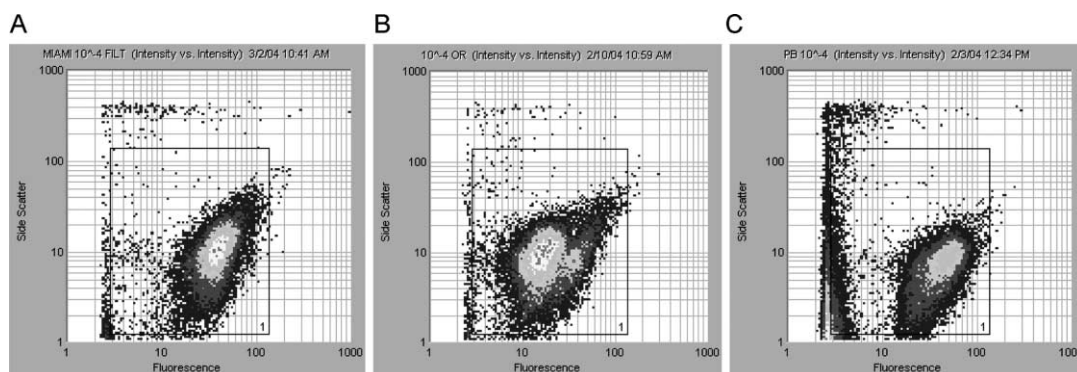 A
MIAMI 10^-4 FILT (Intensity vs. Intensity) 3/2/04 10:41 AM
1000
100
10
1
Side Scatter
1
1 10 100 1000
Fluorescence
B
10^-4 OR (Intensity vs. Intensity) 2/10/04 10:59 AM
1000
100
10
1
Side Scatter
1
1 10 100 1000
Fluorescence
C
PB 10^-4 (Intensity vs. Intensity) 2/3/04 12:34 PM
1000
100
10
1
Side Scatter
1
1 10 100 1000
Fluorescence